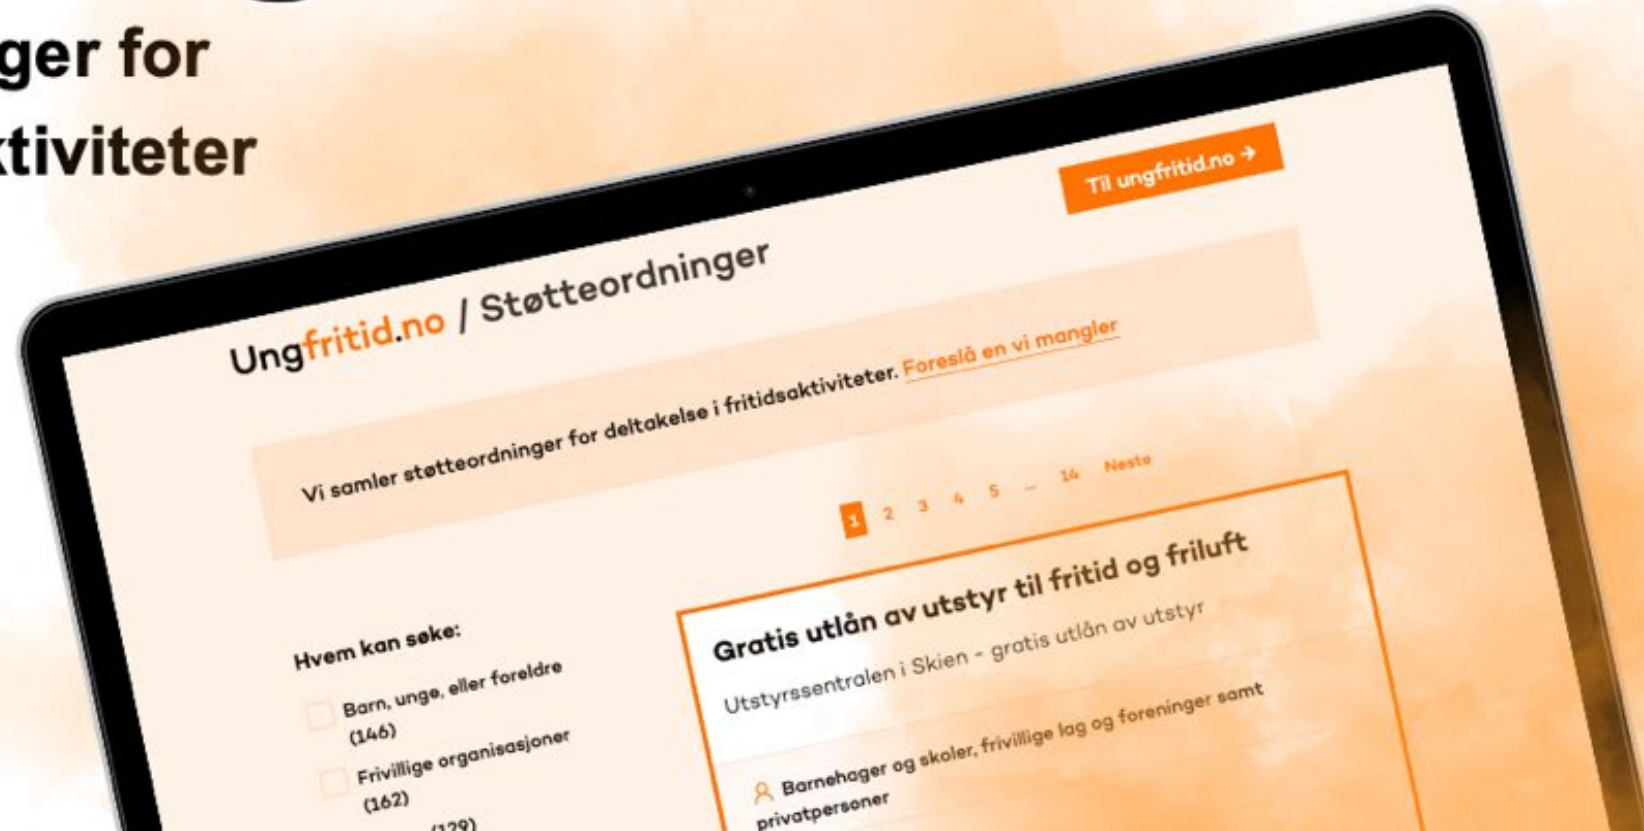 ger for
ktiviteter
Til ungfritid.no →
Ungfritid.no / Støtteordninger
Vi samler støtteordninger for deltakelse i fritidsaktiviteter. Foreslå en vi mangler
1 2 3 4 5 ... 14 Neste
Hvem kan søke:
Barn, unge, eller foreldre
(146)
Frivillige organisasjoner
(162)
(129)
Gratis utlån av utstyr til fritid og friluft
Utstyrssentralen i Skien - gratis utlån av utstyr
Barnehager og skoler, frivillige lag og foreninger samt
privatpersoner